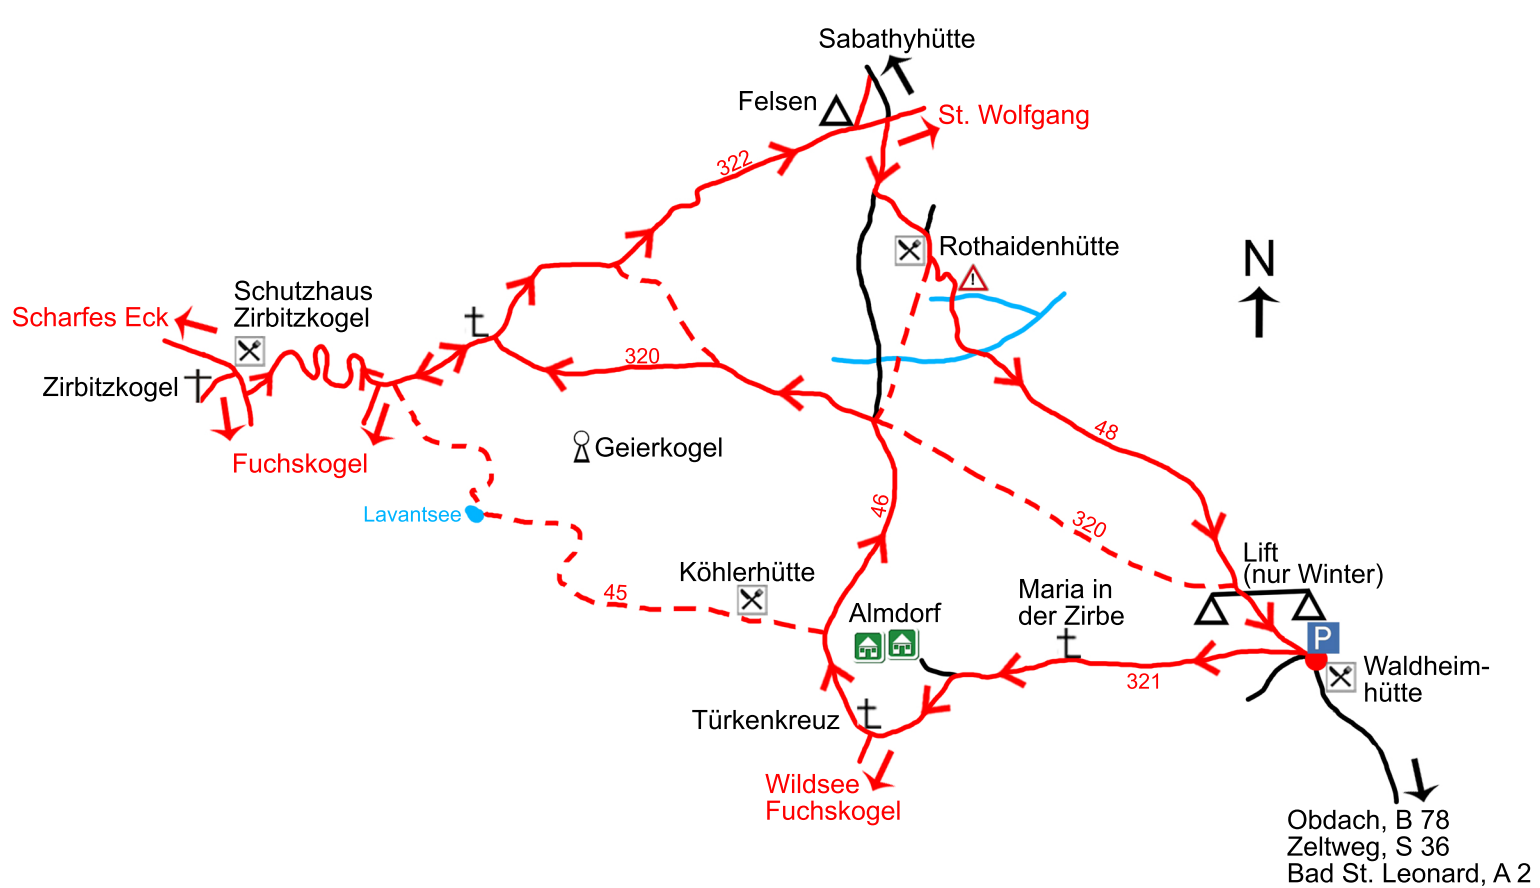 Sabathyhütte
Felsen
St. Wolfgang
322
Rothaidenhütte
N
Schutzhaus
Zirbitzkogel
Scharfes Eck
320
Zirbitzkogel
48
Geierkogel
Fuchskogel
46
Lavantsee
320
Lift
(nur Winter)
Köhlerhütte
45
Maria in
der Zirbe
Almdorf
P
321
Waldheim-
hütte
Türkenkreuz
Wildsee
Fuchskogel
Obdach, B 78
Zeltweg, S 36
Bad St. Leonard, A 2